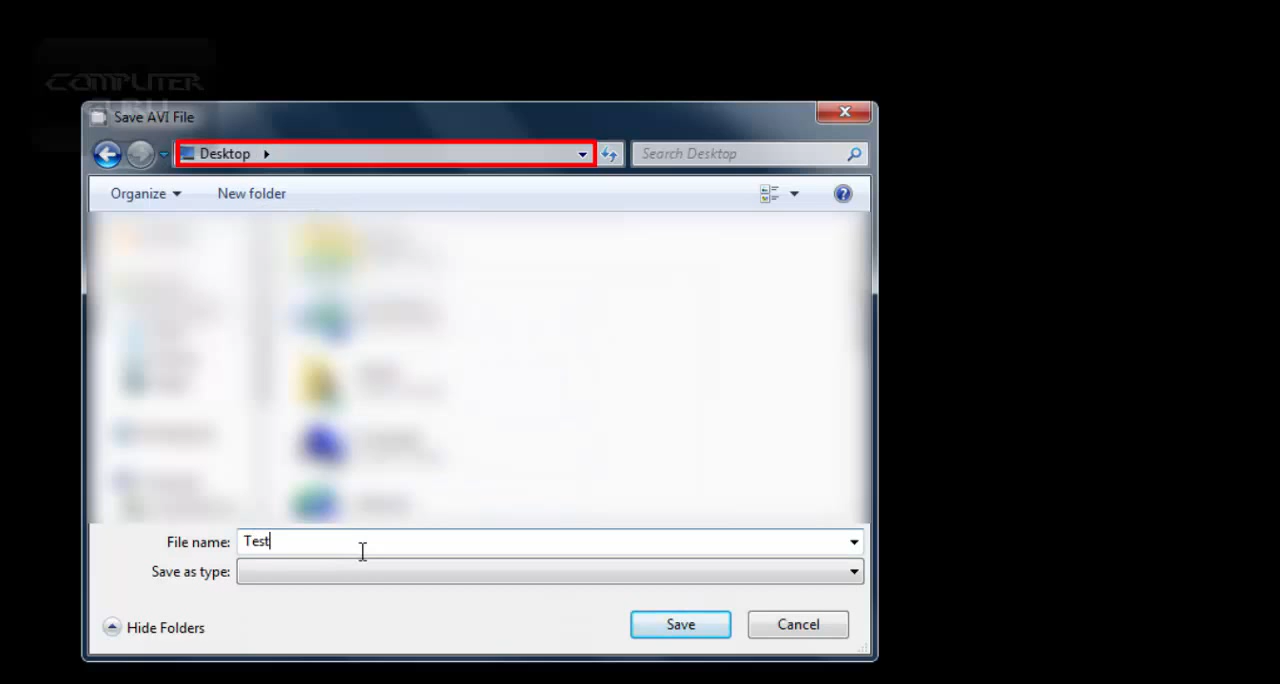 COMPUTER
GURU
Save AVI File
Desktop
Search Desktop
Organize
New folder
File name: Test
Save as type:
Hide Folders
Save
Cancel